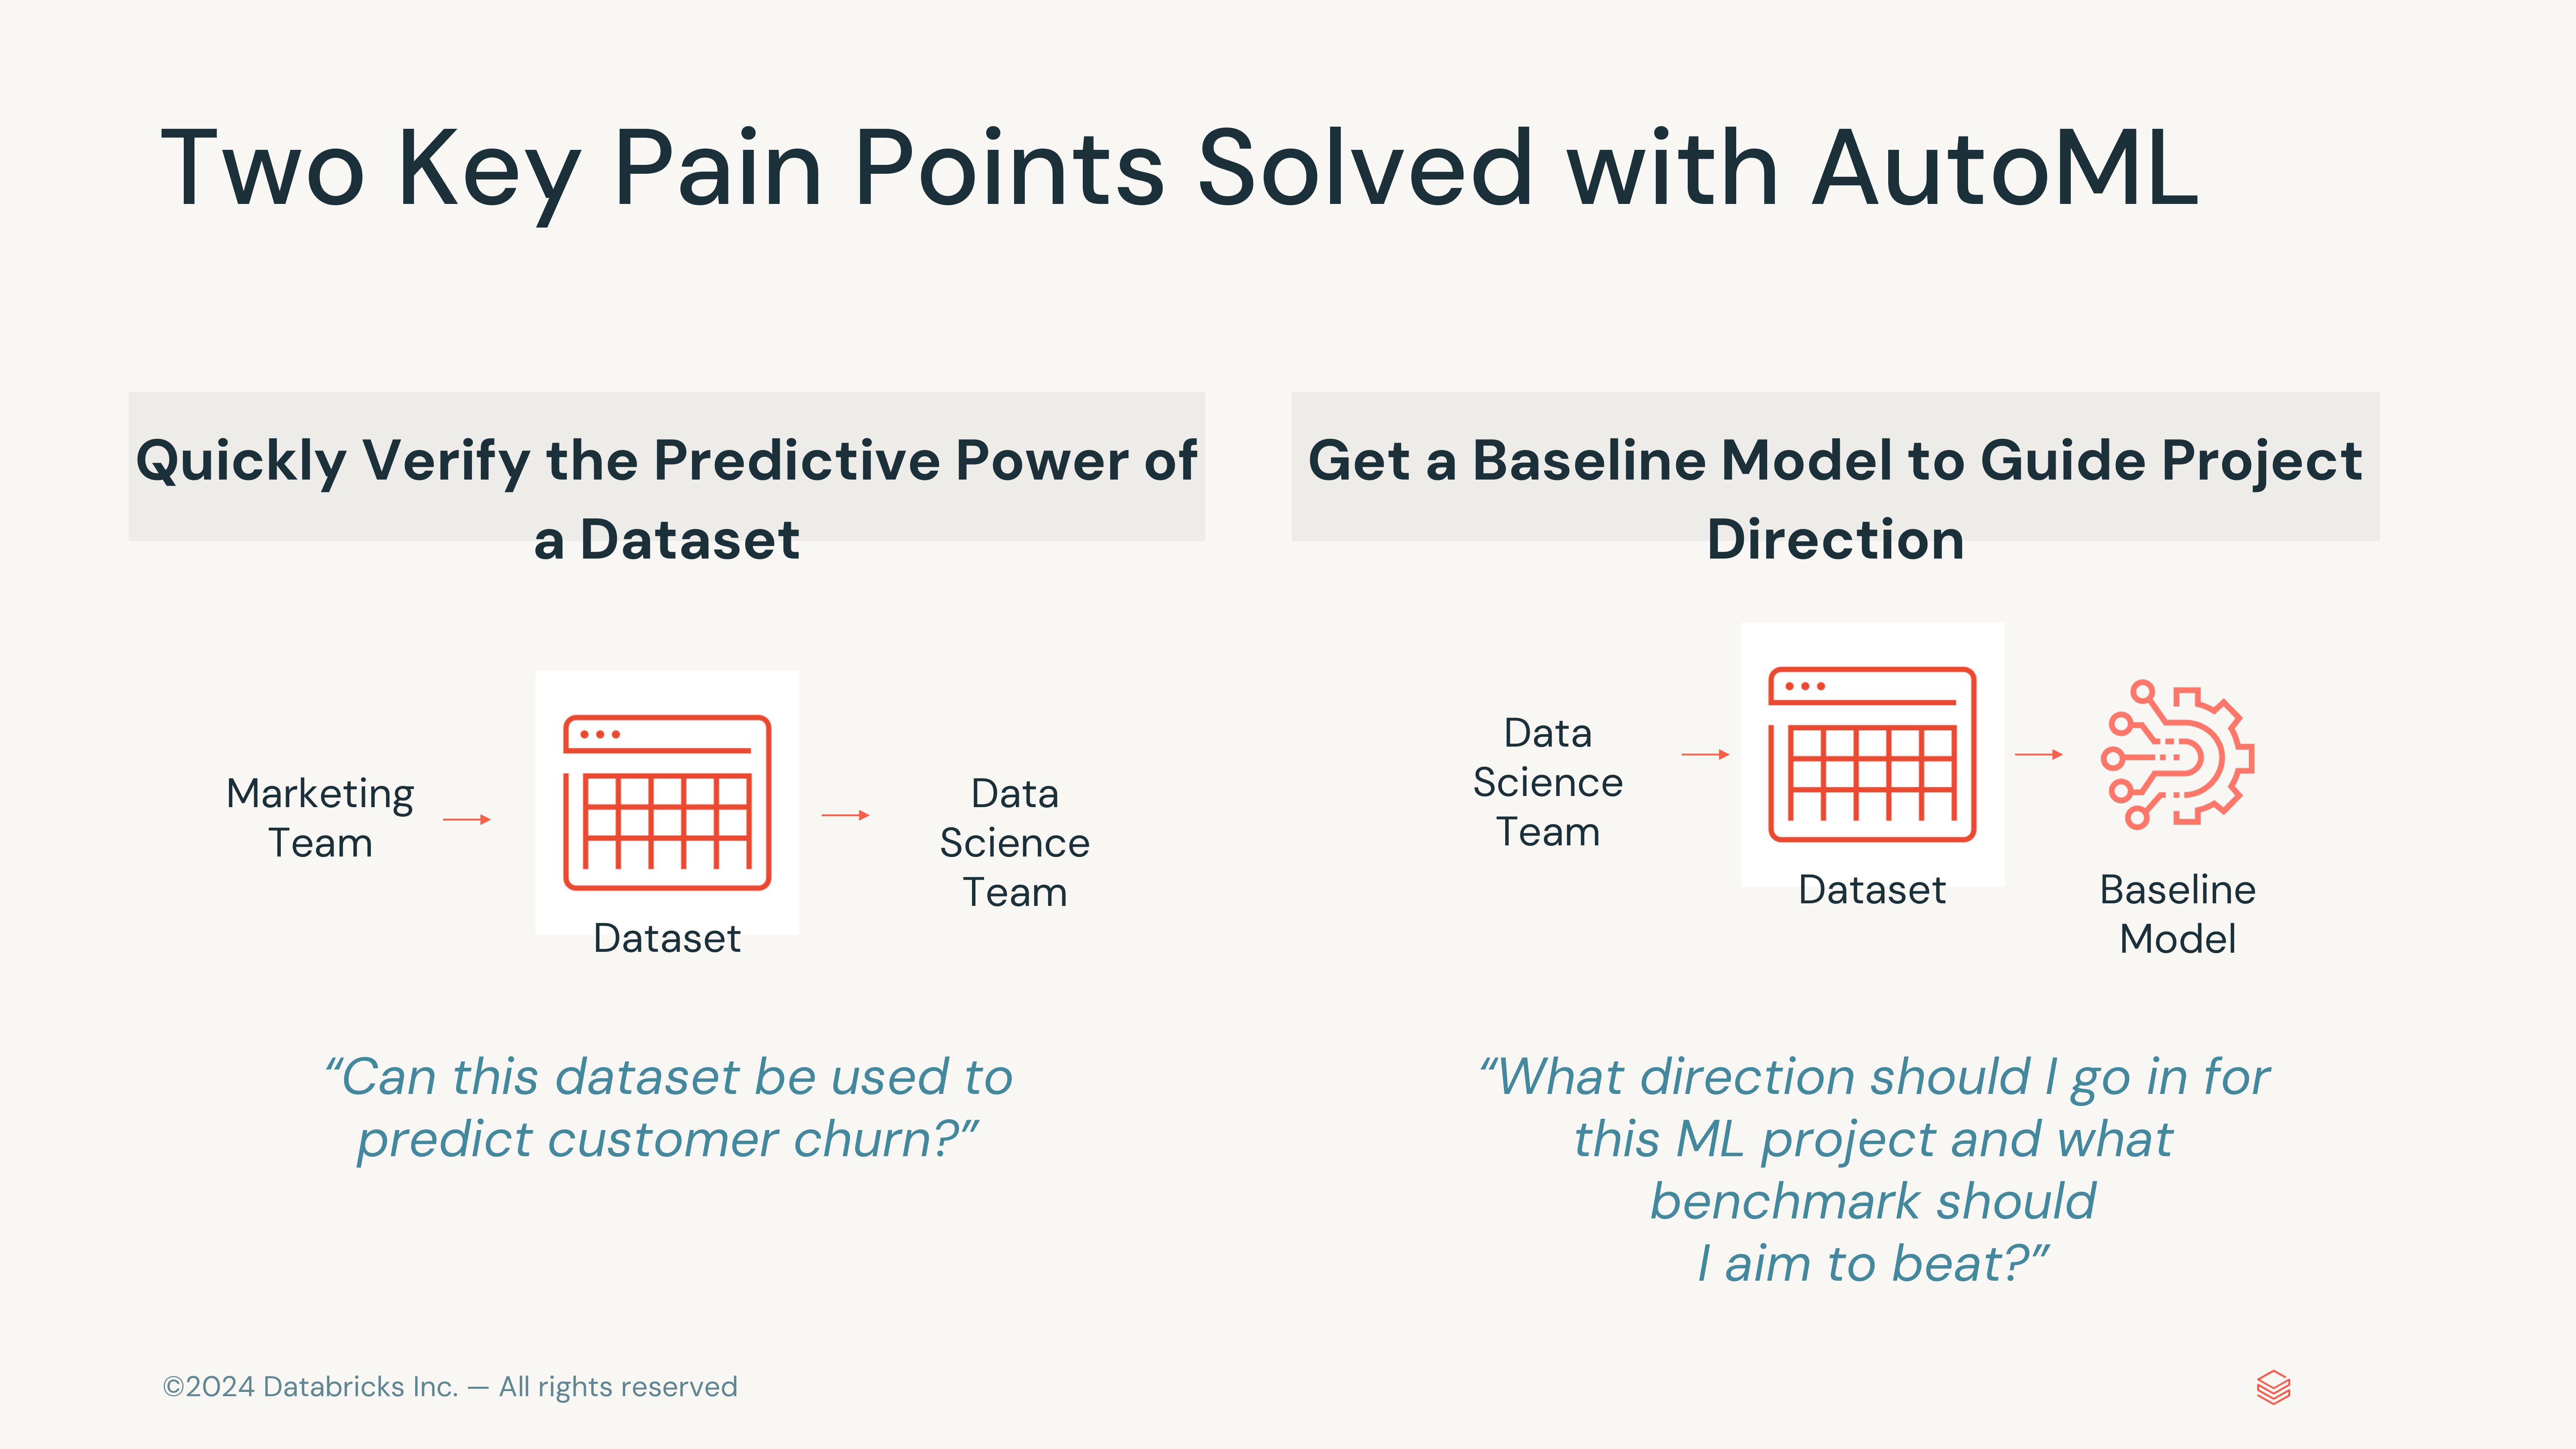 Two Key Pain Points Solved with AutoML
Quickly Verify the Predictive Power of
a Dataset
Marketing
Team
Dataset
Data
Science
Team
“Can this dataset be used to
predict customer churn?”
Get a Baseline Model to Guide Project
Direction
Data
Science
Team
Dataset
Baseline
Model
“What direction should I go in for
this ML project and what
benchmark should
I aim to beat?”
©2024 Databricks Inc. — All rights reserved